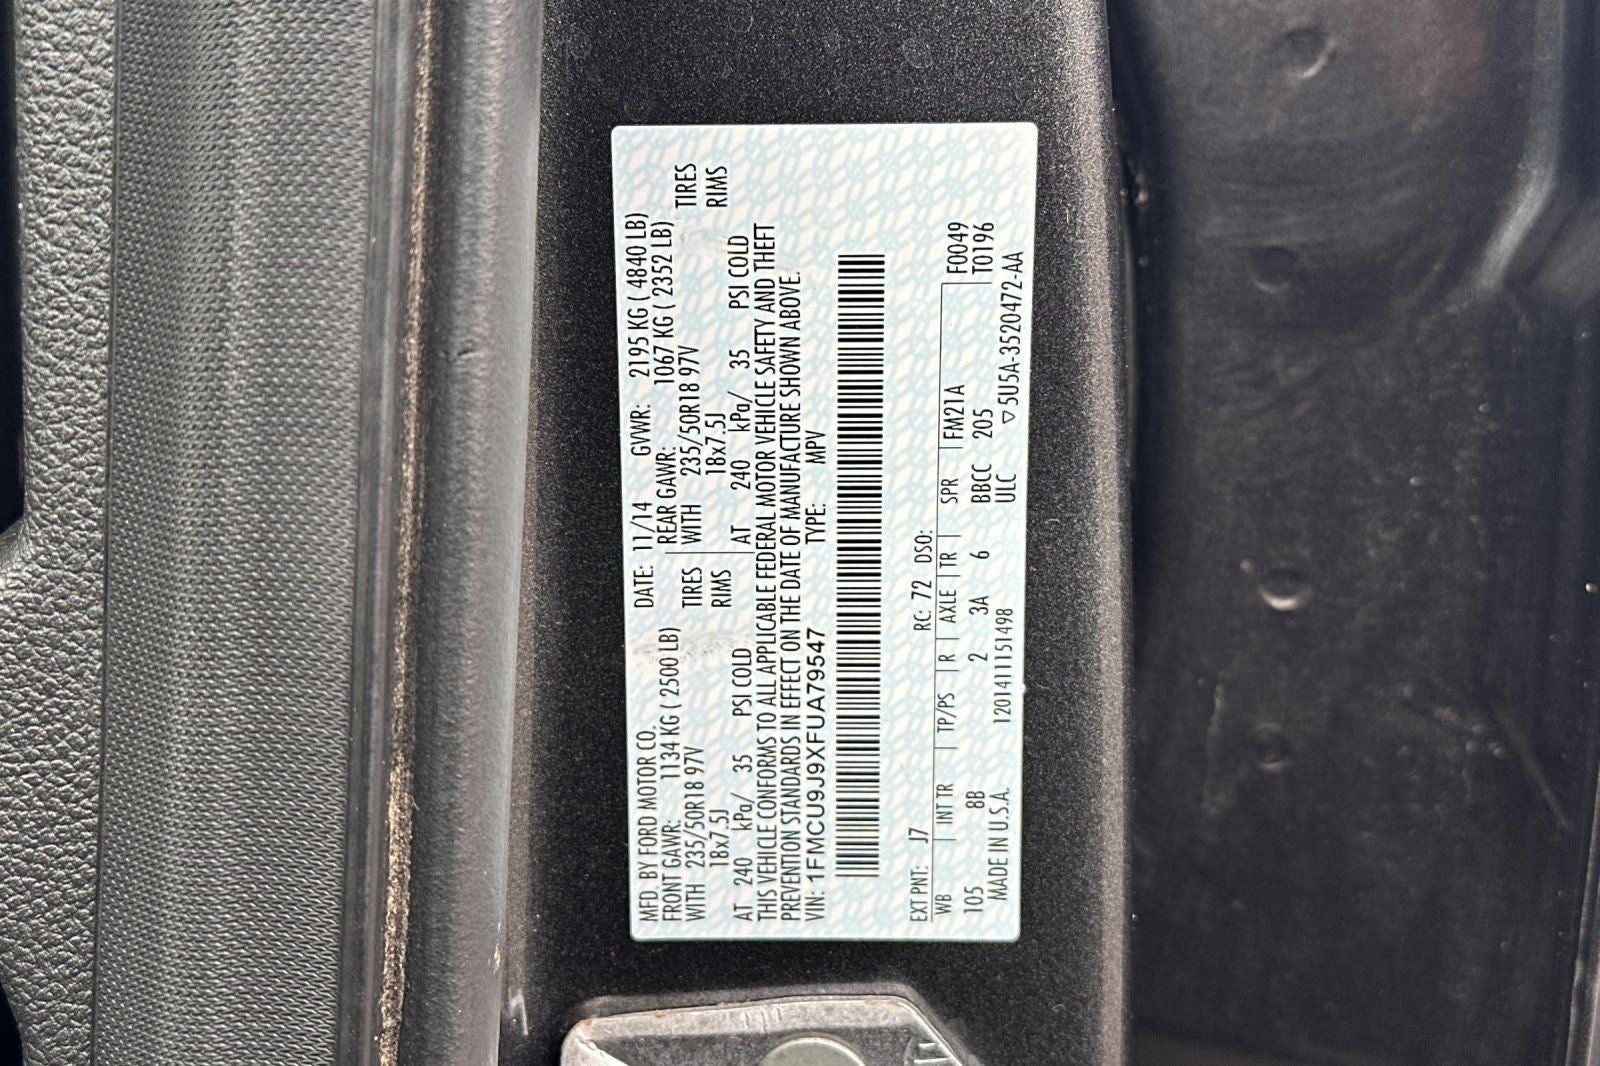 MFD. BY FORD MOTOR CO. DATE: 11/14 GVWR: 2195 KG ( 4840 LB)
FRONT GAWR: 1134 KG ( 2500 LB) REAR GAWR: 1067 KG ( 2352 LB)
WITH 235/50R18 97V TIRES WITH 235/50R18 97V TIRES
18x7.5J RIMS 18x7.5J RIMS
AT 240 kPa/ 35 PSI COLD AT 240 kPa/ 35 PSI COLD
THIS VEHICLE CONFORMS TO ALL APPLICABLE FEDERAL MOTOR VEHICLE SAFETY AND THEFT
PREVENTION STANDARDS IN EFFECT ON THE DATE OF MANUFACTURE SHOWN ABOVE.
VIN: 1FMCU9J9XFUA79547 TYPE: MPV
EXT PNT: J7 RC: 72 DSO:
WB | INT TR | TP/PS | R | AXLE | TR | SPR | FM21A F0049
105 8B 2 3A 6 BBCC 205 T0196
MADE IN U.S.A. 1201411151498 ULC ▽5U5A-3520472-AA